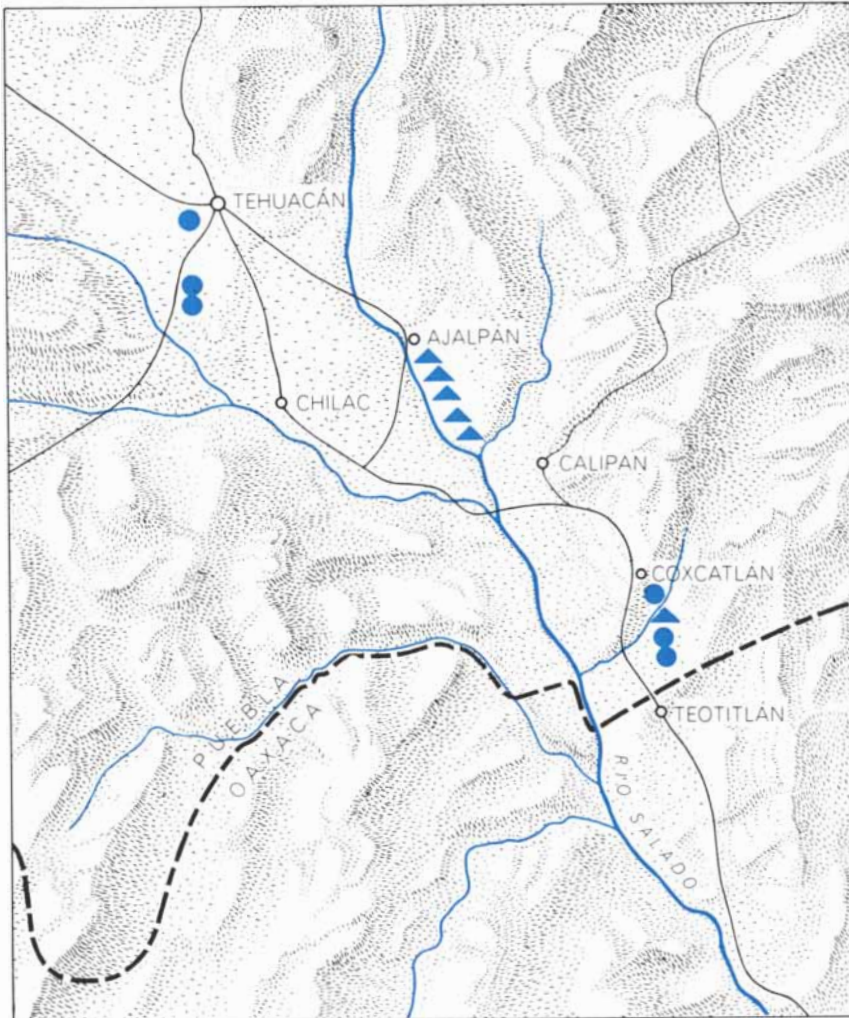 TEHUACÁN
AJALPAN
CHILAC
CALIPAN
COXCATLÁN
PUEBLA
OAXACA
TEOTITLÁN
RIO SALADO